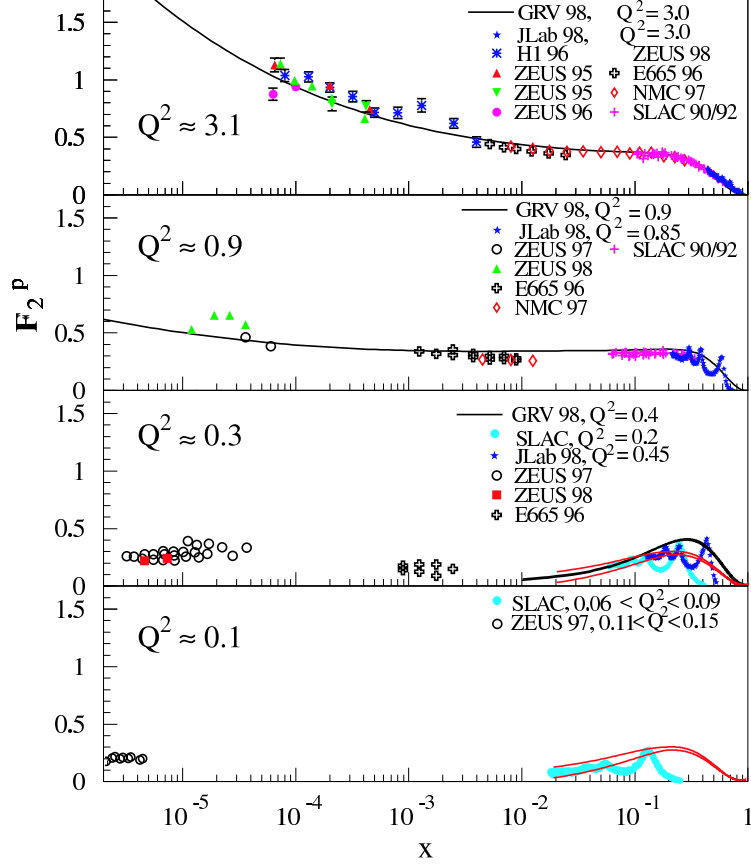 GRV 98, Q² = 3.0
JLab 98, Q² = 3.0
H1 96 ZEUS 98
ZEUS 95 E665 96
ZEUS 95 NMC 97
ZEUS 96 SLAC 90/92
Q² ≈ 3.1
1.5
1
0.5
0
GRV 98, Q² = 0.9
JLab 98, Q² = 0.85
ZEUS 97 SLAC 90/92
ZEUS 98
E665 96
NMC 97
Q² ≈ 0.9
1.5
1
0.5
0
F₂ᵖ
GRV 98, Q² = 0.4
SLAC, Q² = 0.2
JLab 98, Q² = 0.45
ZEUS 97
ZEUS 98
E665 96
Q² ≈ 0.3
1.5
1
0.5
0
SLAC, 0.06 < Q² < 0.09
ZEUS 97, 0.11 < Q² < 0.15
Q² ≈ 0.1
1.5
1
0.5
0
10⁻⁵ 10⁻⁴ 10⁻³ 10⁻² 10⁻¹ 1
x